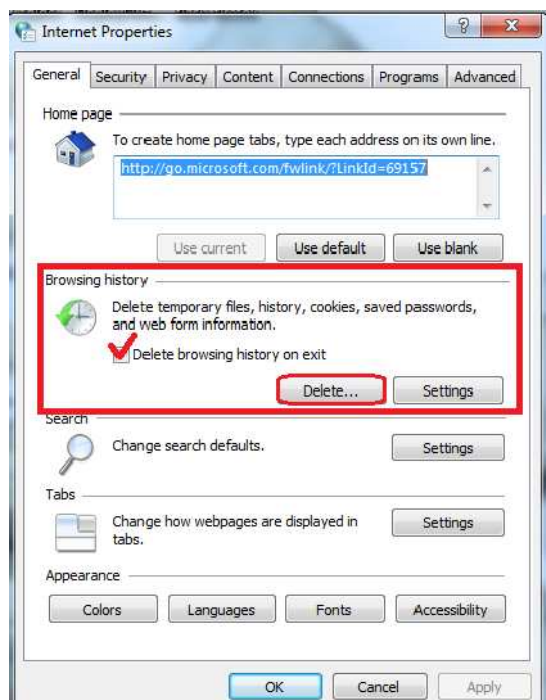 Internet Properties
General Security Privacy Content Connections Programs Advanced
Home page
To create home page tabs, type each address on its own line.
http://go.microsoft.com/fwlink/?LinkId=69157
Use current Use default Use blank
Browsing history
Delete temporary files, history, cookies, saved passwords,
and web form information.
Delete browsing history on exit
Delete... Settings
Search
Change search defaults.
Settings
Tabs
Change how webpages are displayed in
tabs.
Settings
Appearance
Colors Languages Fonts Accessibility
OK Cancel Apply